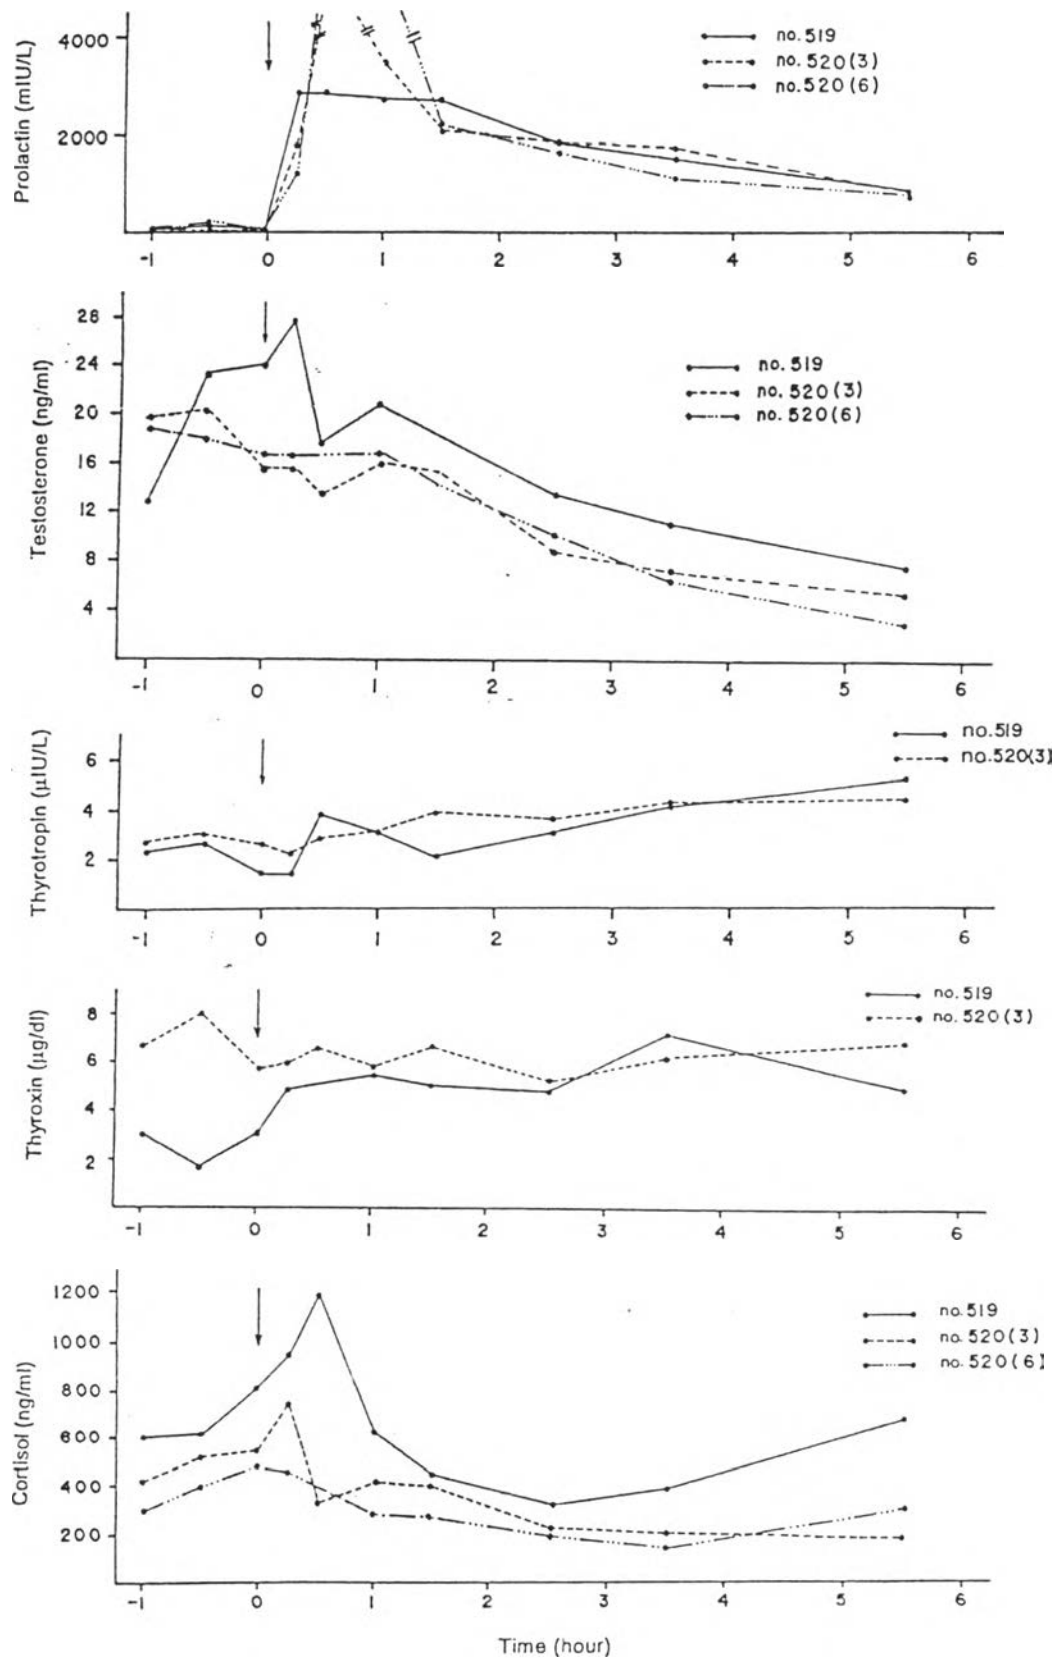 Prolactin (mIU/L)
4000
2000
no.519
no.520(3)
no.520(6)
-1 0 1 2 3 4 5 6
Testosterone (ng/ml)
28
24
20
16
12
8
4
no.519
no.520(3)
no.520(6)
-1 0 1 2 3 4 5 6
Thyrotropin (µIU/L)
6
4
2
no.519
no.520(3)
-1 0 1 2 3 4 5 6
Thyroxin (µg/dl)
8
6
4
2
no.519
no.520(3)
-1 0 1 2 3 4 5 6
Cortisol (ng/ml)
1200
1000
800
600
400
200
no.519
no.520(3)
no.520(6)
-1 0 1 2 3 4 5 6
Time (hour)